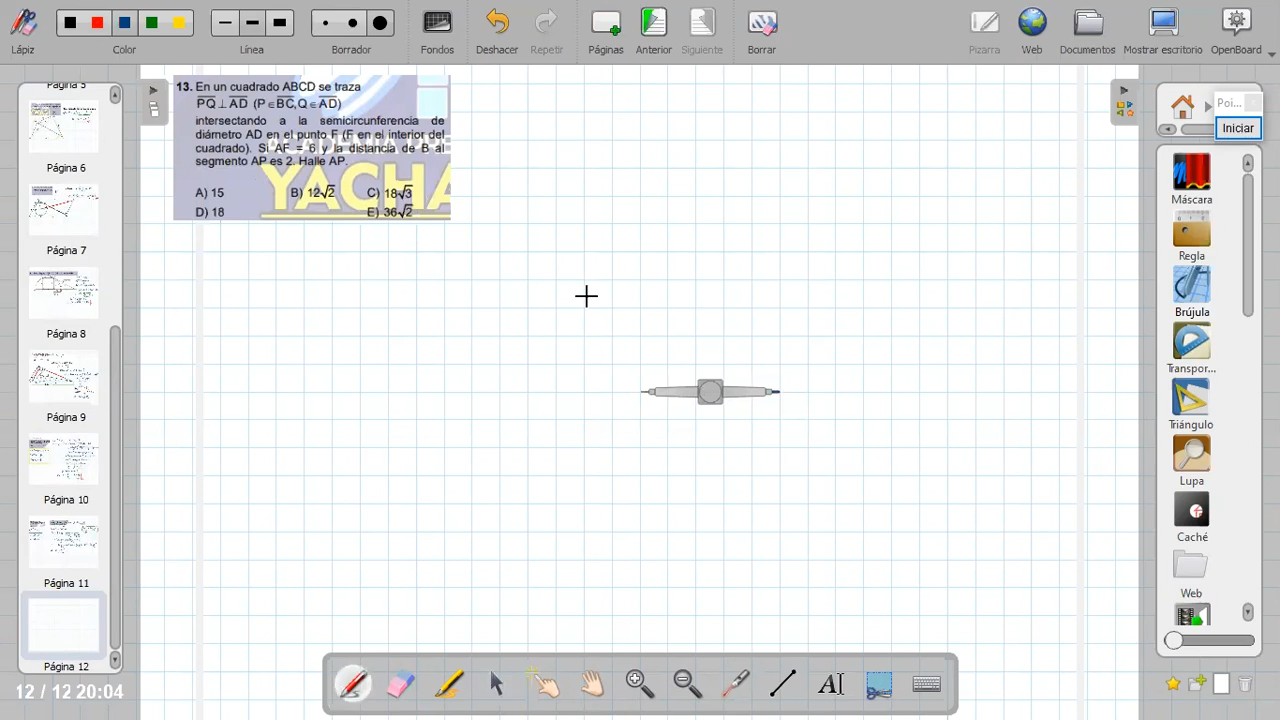 Lápiz
Color
Línea
Borrador
Fondos
Deshacer
Repetir
Páginas
Anterior
Siguiente
Borrar
Pizarra
Web
Documentos
Mostrar escritorio
OpenBoard
Página 5
Página 6
Página 7
Página 8
Página 9
Página 10
Página 11
Página 12
12 / 12 20:04
13. En un cuadrado ABCD se traza
PQ ⊥ AD (P ∈ BC, Q ∈ AD)
intersectando a la semicircunferencia de
diámetro AD en el punto F (F en el interior del
cuadrado). Si AF = 6 y la distancia de B al
segmento AP es 2. Halle AP.
A) 15 B) 12√2 C) 18√3
D) 18 E) 36√2
YACHA
Poi...
Iniciar
Máscara
Regla
Brújula
Transpor...
Triángulo
Lupa
Caché
Web